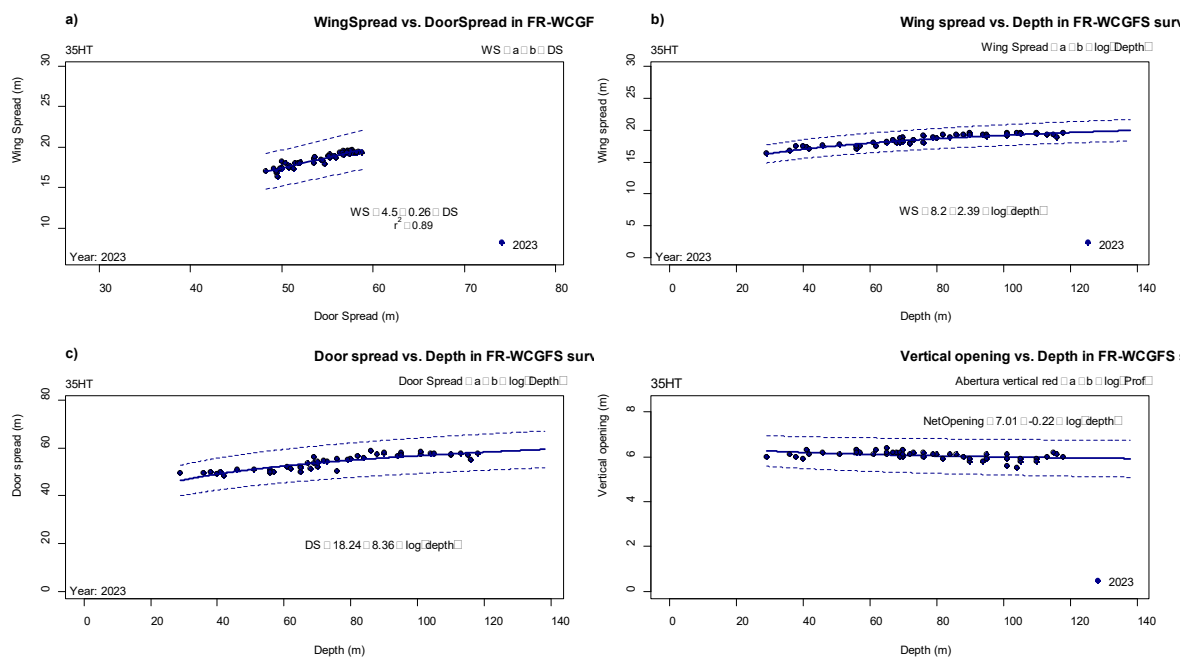 a)
WingSpread vs. DoorSpread in FR-WCGF
35HT
WS □ a □ b □ DS
Wing Spread (m)
30
25
20
15
10
WS □ 4.5 □ 0.26 □ DS
r² □ 0.89
2023
Year: 2023
30 40 50 60 70 80
Door Spread (m)
b)
Wing spread vs. Depth in FR-WCGFS surv
35HT
Wing Spread □ a □ b □ log□Depth□
Wing spread (m)
30
25
20
15
10
5
0
WS □ 8.2 □ 2.39 □ log□depth□
2023
Year: 2023
0 20 40 60 80 100 120 140
Depth (m)
c)
Door spread vs. Depth in FR-WCGFS surv
35HT
Door Spread □ a □ b □ log□Depth□
Door spread (m)
80
60
40
20
0
DS □ 18.24 □ 8.36 □ log□depth□
Year: 2023
0 20 40 60 80 100 120 140
Depth (m)
Vertical opening vs. Depth in FR-WCGFS s
35HT
Abertura vertical red □ a □ b □ log□Prof□
Vertical opening (m)
8
6
4
2
0
NetOpening □ 7.01 □ -0.22 □ log□depth□
2023
0 20 40 60 80 100 120 140
Depth (m)